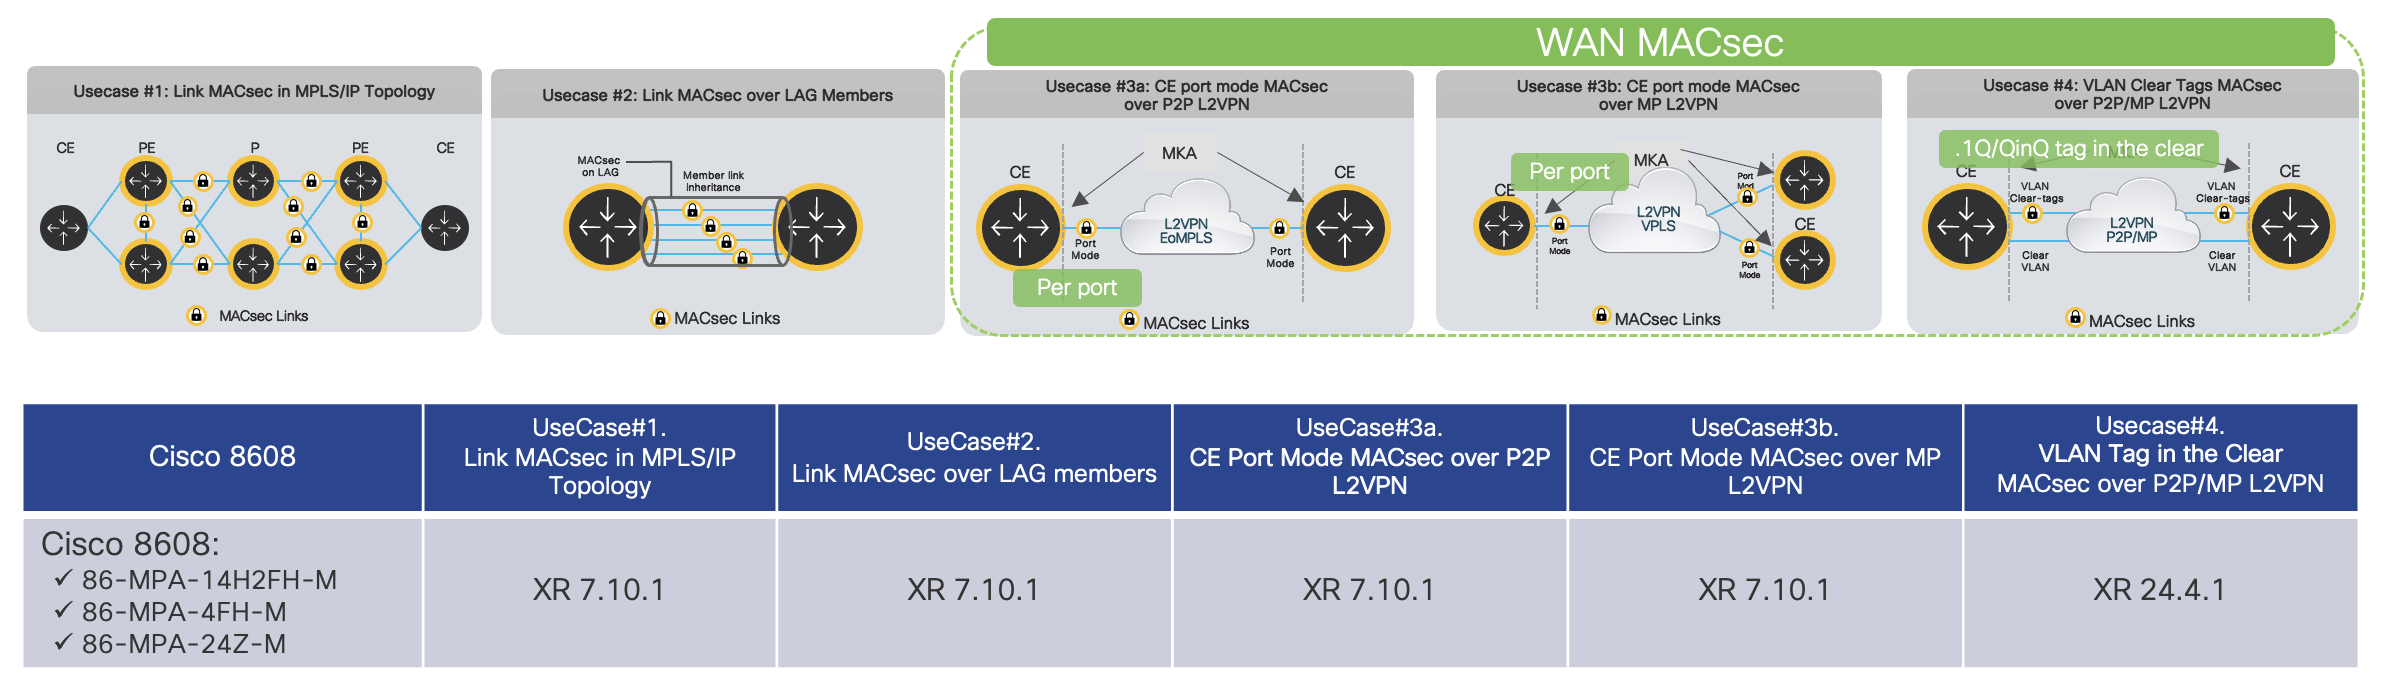 WAN MACsec
Usecase #1: Link MACsec in MPLS/IP Topology
CE
PE
P
PE
CE
MACsec Links
Usecase #2: Link MACsec over LAG Members
MACsec
on LAG
Member link
inheritance
MACsec Links
Usecase #3a: CE port mode MACsec
over P2P L2VPN
MKA
CE
CE
L2VPN
EoMPLS
Port
Mode
Port
Mode
Per port
MACsec Links
Usecase #3b: CE port mode MACsec
over MP L2VPN
Per port
MKA
CE
Port
Mod
L2VPN
VPLS
CE
Port
Mode
Port
Mode
MACsec Links
Usecase #4: VLAN Clear Tags MACsec
over P2P/MP L2VPN
.1Q/QinQ tag in the clear
CE
CE
VLAN
Clear-tags
VLAN
Clear-tags
L2VPN
P2P/MP
Clear
VLAN
Clear
VLAN
MACsec Links
Cisco 8608
UseCase#1.
Link MACsec in MPLS/IP
Topology
UseCase#2.
Link MACsec over LAG members
UseCase#3a.
CE Port Mode MACsec over P2P
L2VPN
UseCase#3b.
CE Port Mode MACsec over MP
L2VPN
Usecase#4.
VLAN Tag in the Clear
MACsec over P2P/MP L2VPN
Cisco 8608:
✓ 86-MPA-14H2FH-M
✓ 86-MPA-4FH-M
✓ 86-MPA-24Z-M
XR 7.10.1
XR 7.10.1
XR 7.10.1
XR 7.10.1
XR 24.4.1